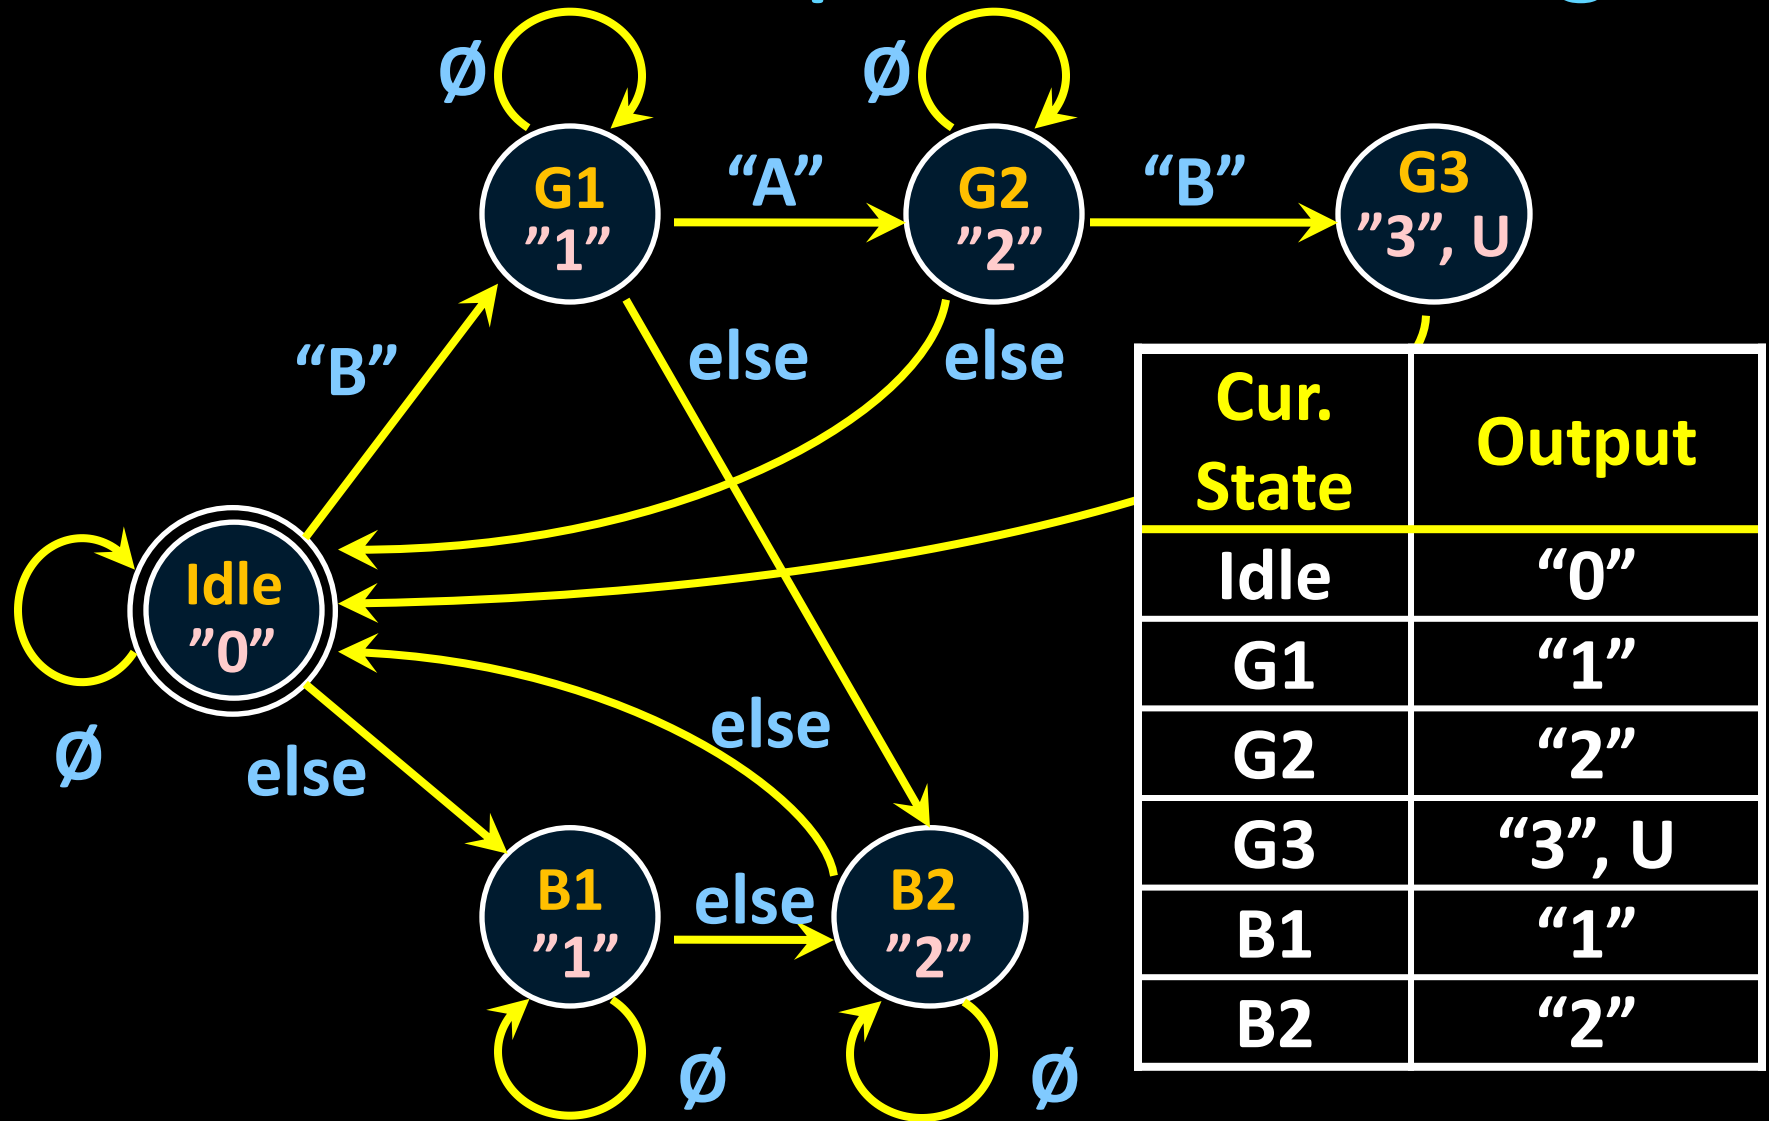 Ø
Ø
G1
”1”
“A”
G2
”2”
“B”
G3
”3”, U
“B”
else
else
Idle
”0”
Ø
else
else
B1
”1”
else
B2
”2”
Ø
Ø
Cur. State Output
Idle “0”
G1 “1”
G2 “2”
G3 “3”, U
B1 “1”
B2 “2”